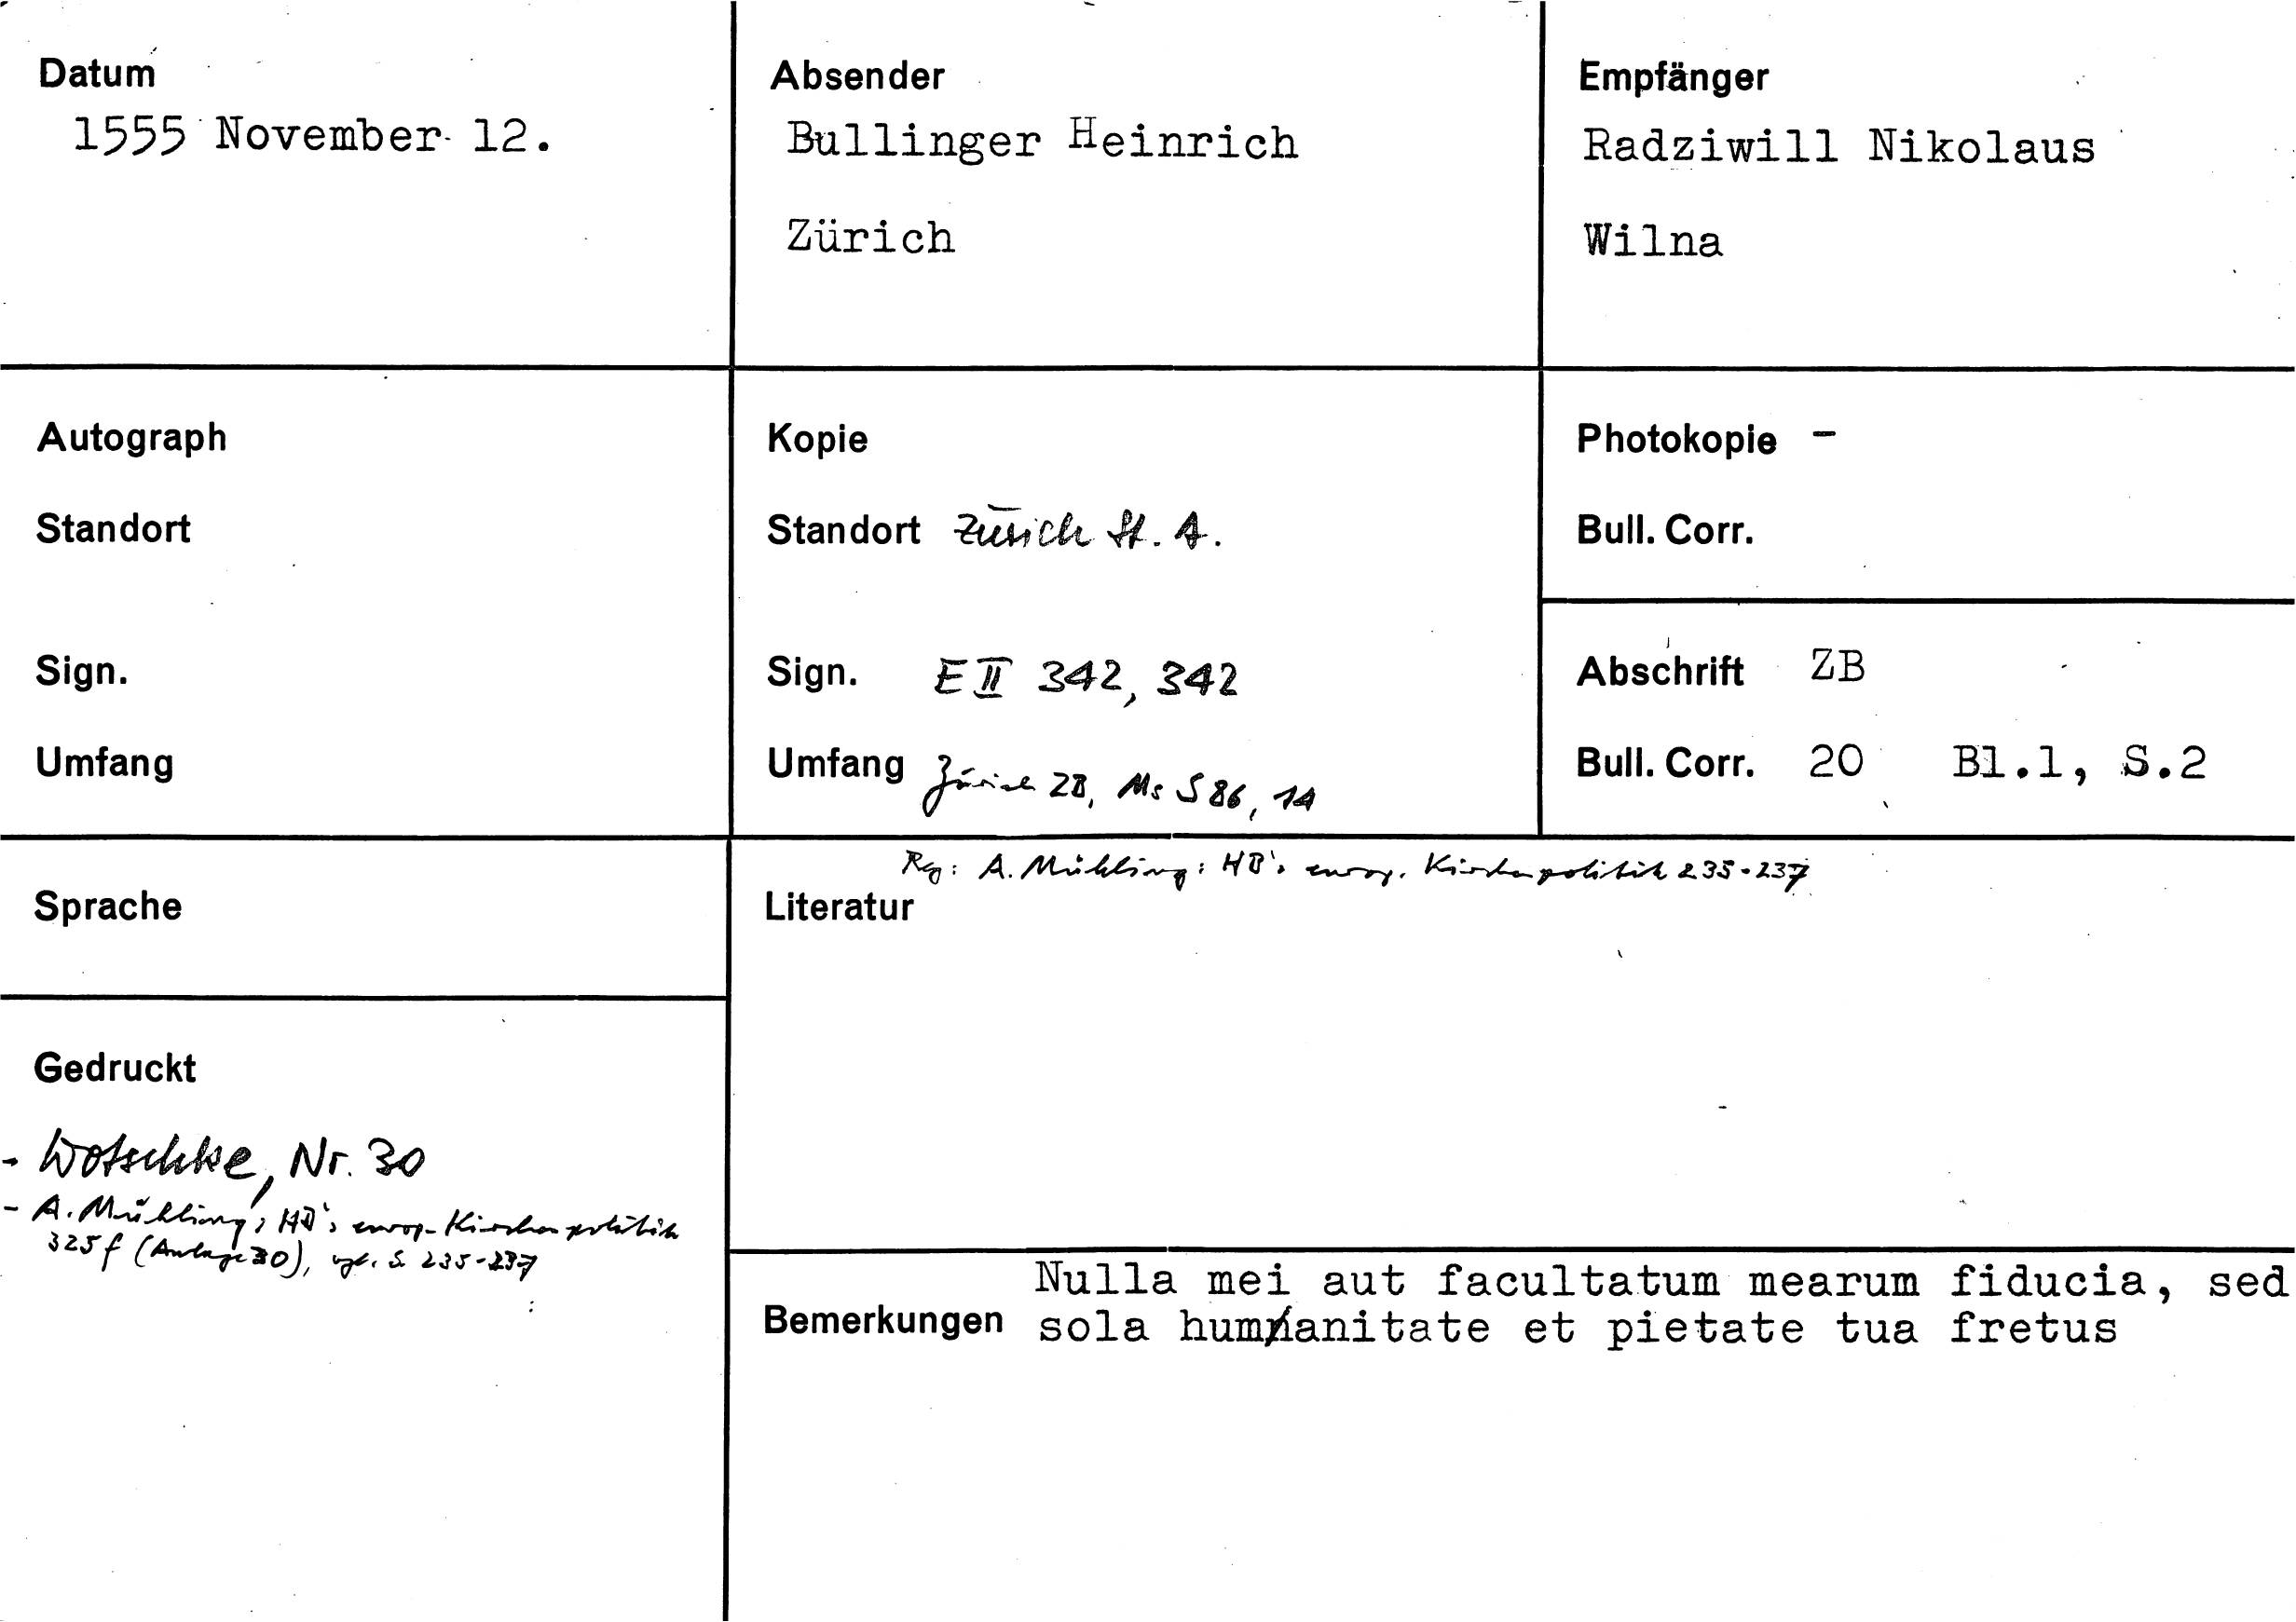 Datum
1555 November 12.
Absender
Bullinger Heinrich
Zürich
Empfänger
Radziwill Nikolaus
Wilna
Autograph
Standort
Sign.
Umfang
Kopie
Standort Zürich St. A.
Sign. E II 342, 342
Umfang Zürich ZB, Ms S 86, 14
Photokopie -
Bull. Corr.
Abschrift ZB
Bull. Corr. 20 Bl.1, S.2
Sprache
Gedruckt
- Wotschke, Nr. 30
- A. Mühling, HB's europ. Kirchenpolitik
325f (Anlage 30), vgl. S. 235-237
Reg: A. Mühling: HB's europ. Kirchenpolitik 235-237
Literatur
Bemerkungen
Nulla mei aut facultatum mearum fiducia, sed
sola humanitate et pietate tua fretus